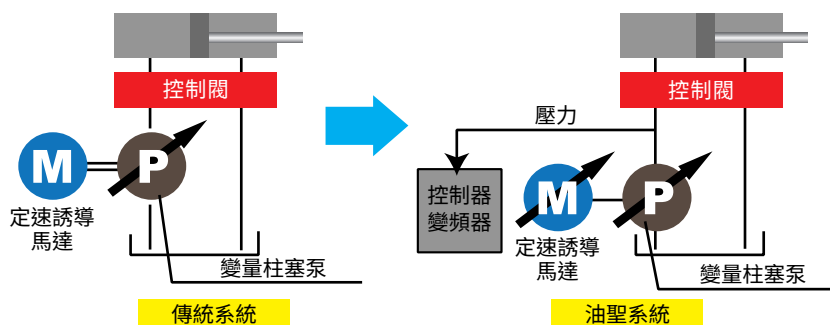 控制閥
M
P
定速誘導
馬達
變量柱塞泵
傳統系統
控制閥
壓力
控制器
變頻器
M
P
定速誘導
馬達
變量柱塞泵
油聖系統